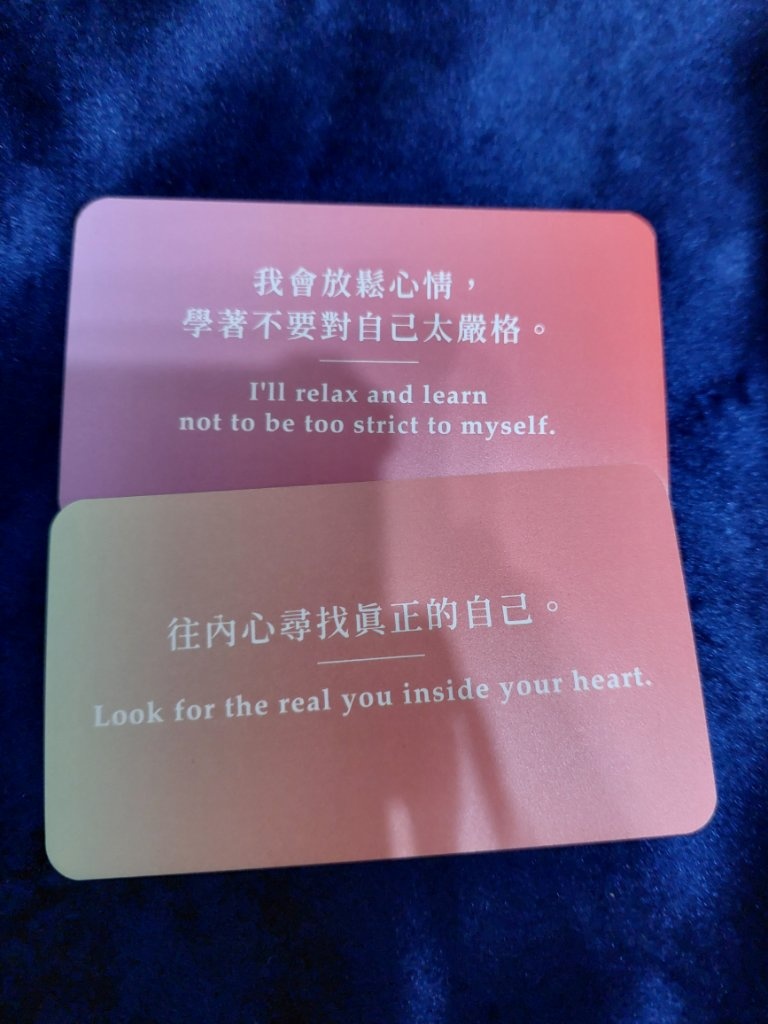 我會放鬆心情，
學著不要對自己太嚴格。
I'll relax and learn
not to be too strict to myself.
往內心尋找眞正的自己。
Look for the real you inside your heart.